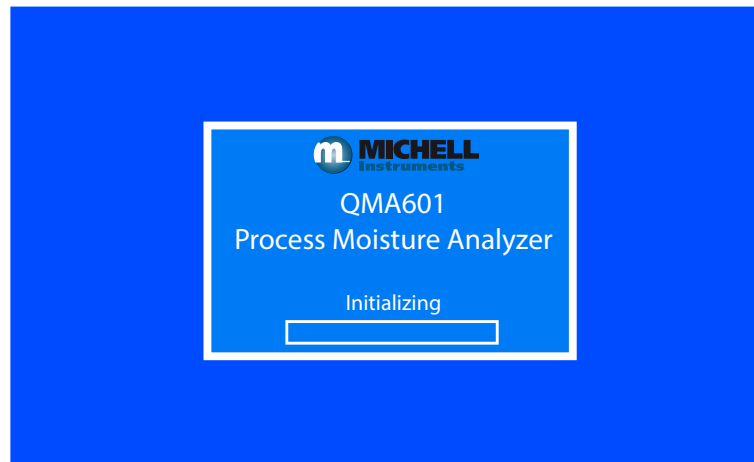 m MICHELL
Instruments
QMA601
Process Moisture Analyzer
Initializing